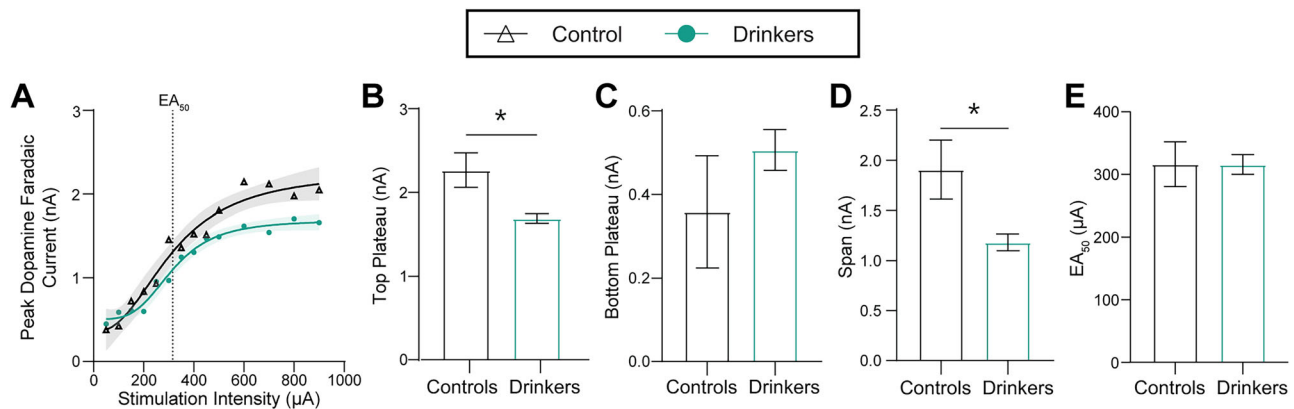 Control Drinkers
A
EA50
Peak Dopamine Faradaic
Current (nA)
3
2
1
0
0 200 400 600 800 1000
Stimulation Intensity (µA)
B
*
Top Plateau (nA)
3
2
1
0
Controls Drinkers
C
Bottom Plateau (nA)
0.6
0.4
0.2
0.0
Controls Drinkers
D
*
Span (nA)
2.5
2.0
1.5
1.0
0.5
0.0
Controls Drinkers
E
EA50 (µA)
400
300
200
100
0
Controls Drinkers